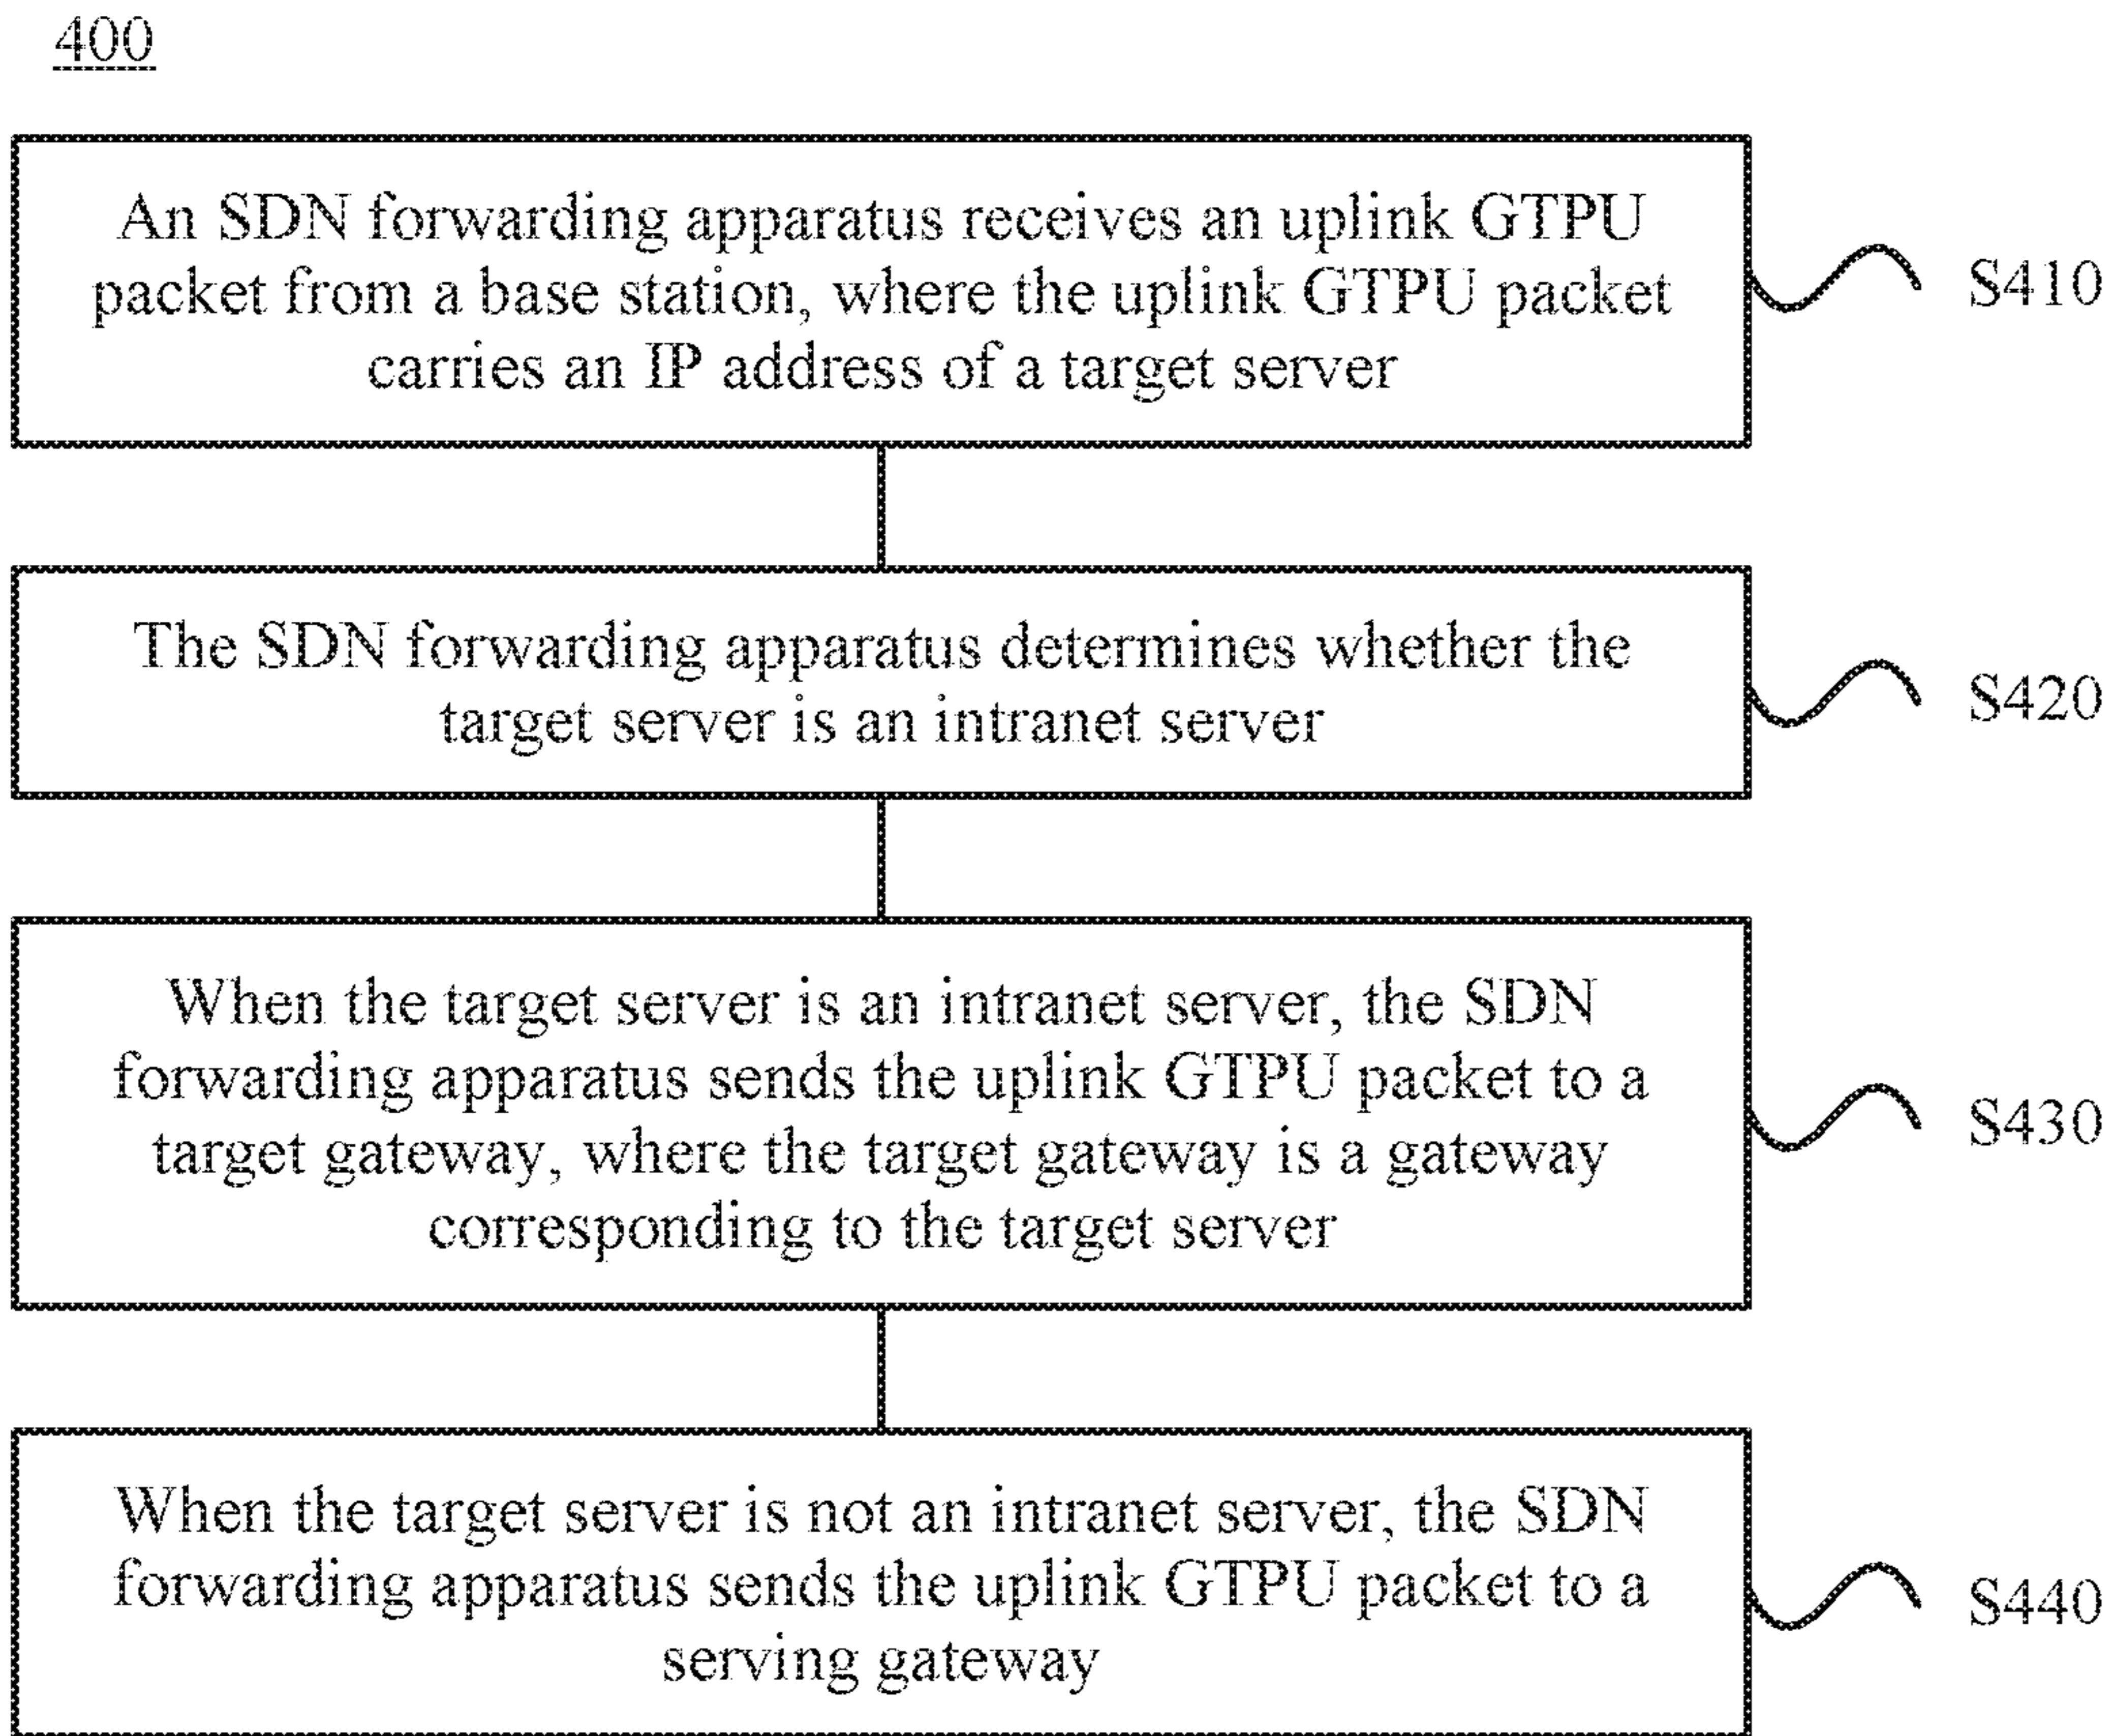 400
An SDN forwarding apparatus receives an uplink GTPU
packet from a base station, where the uplink GTPU packet
carries an IP address of a target server
S410
The SDN forwarding apparatus determines whether the
target server is an intranet server
S420
When the target server is an intranet server, the SDN
forwarding apparatus sends the uplink GTPU packet to a
target gateway, where the target gateway is a gateway
corresponding to the target server
S430
When the target server is not an intranet server, the SDN
forwarding apparatus sends the uplink GTPU packet to a
serving gateway
S440